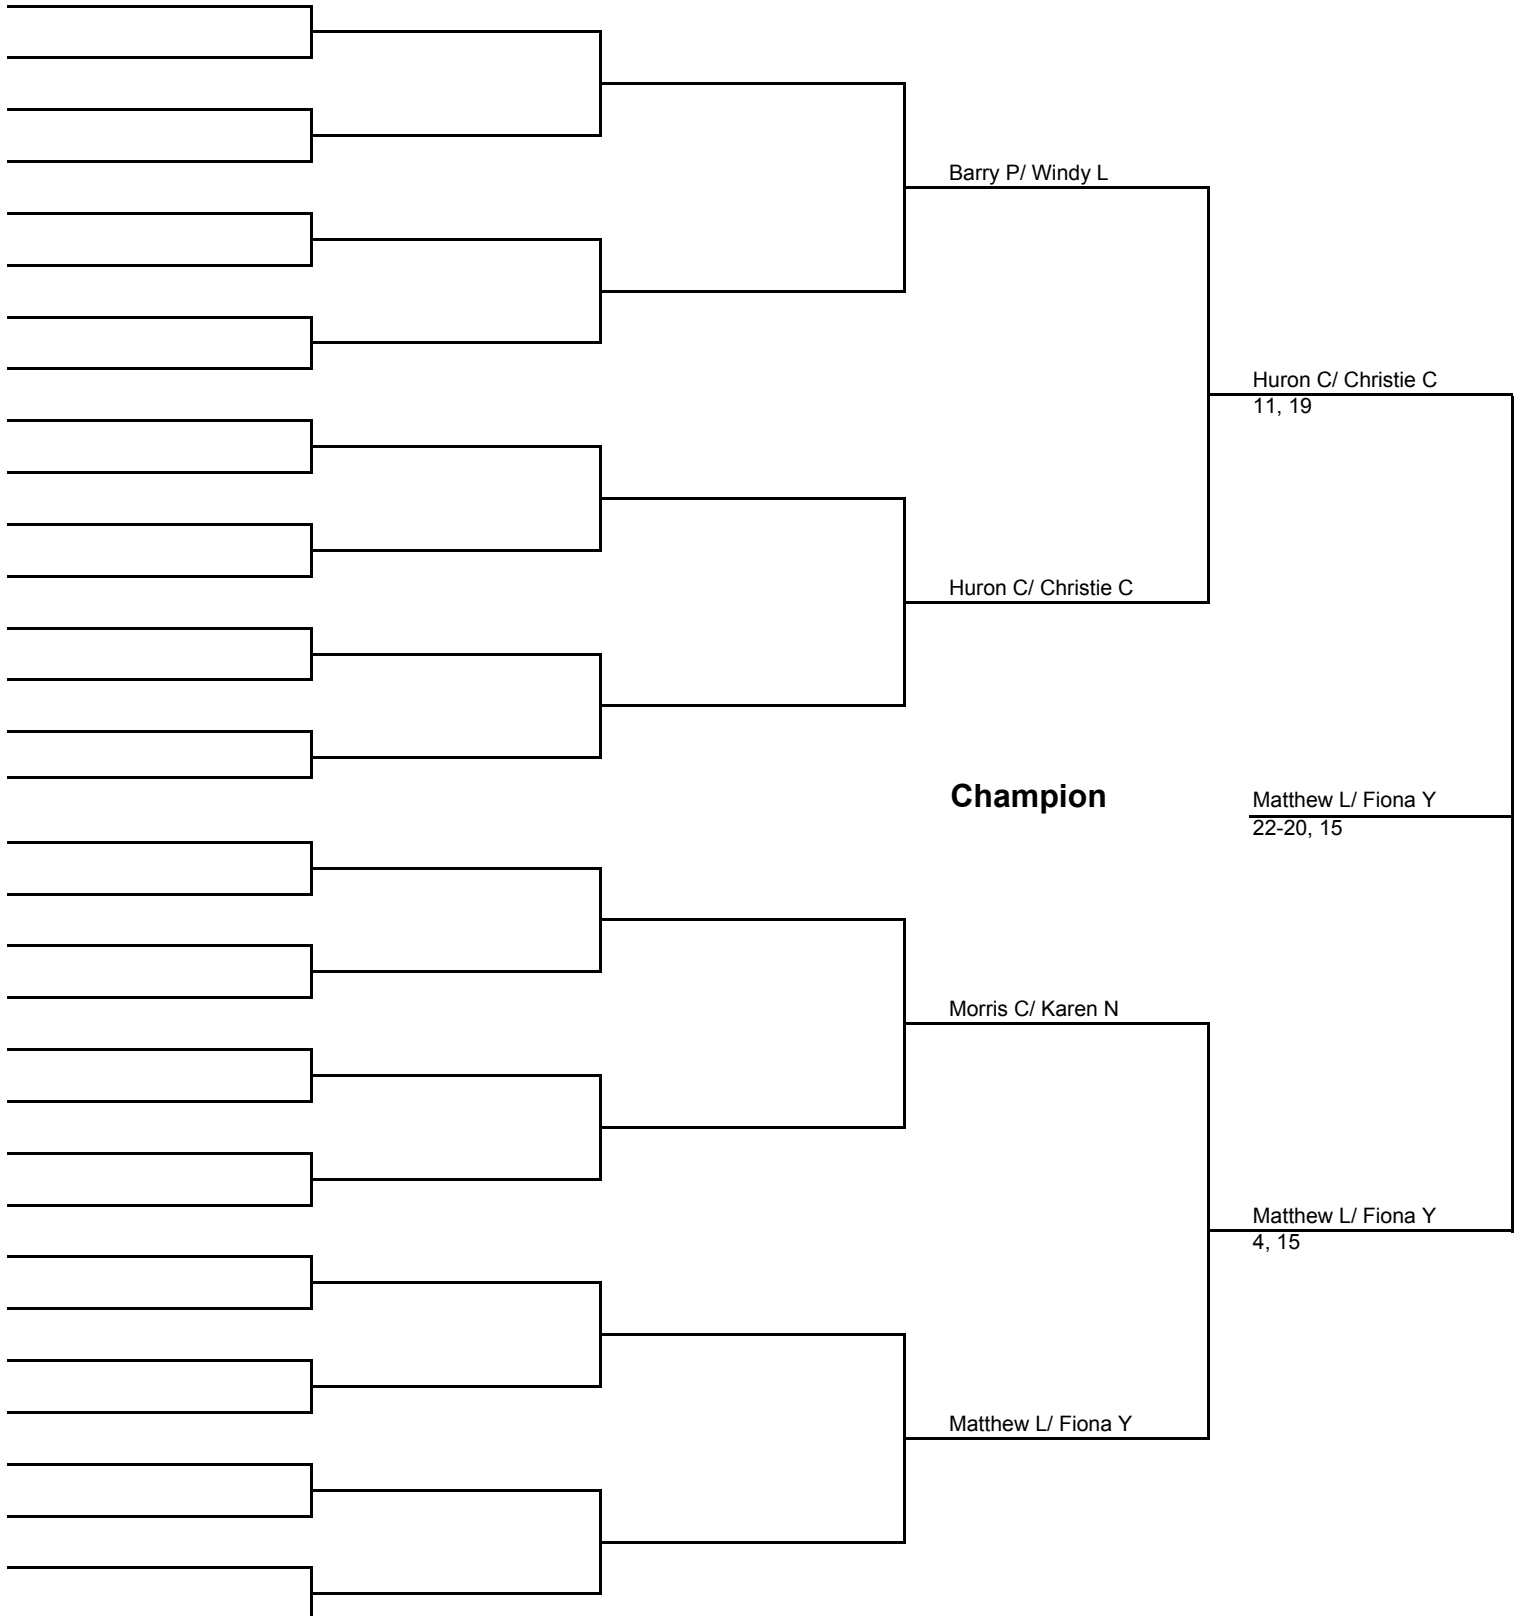 Barry P/ Windy L
Huron C/ Christie C
11, 19
Huron C/ Christie C
Champion
Matthew L/ Fiona Y
22-20, 15
Morris C/ Karen N
Matthew L/ Fiona Y
4, 15
Matthew L/ Fiona Y